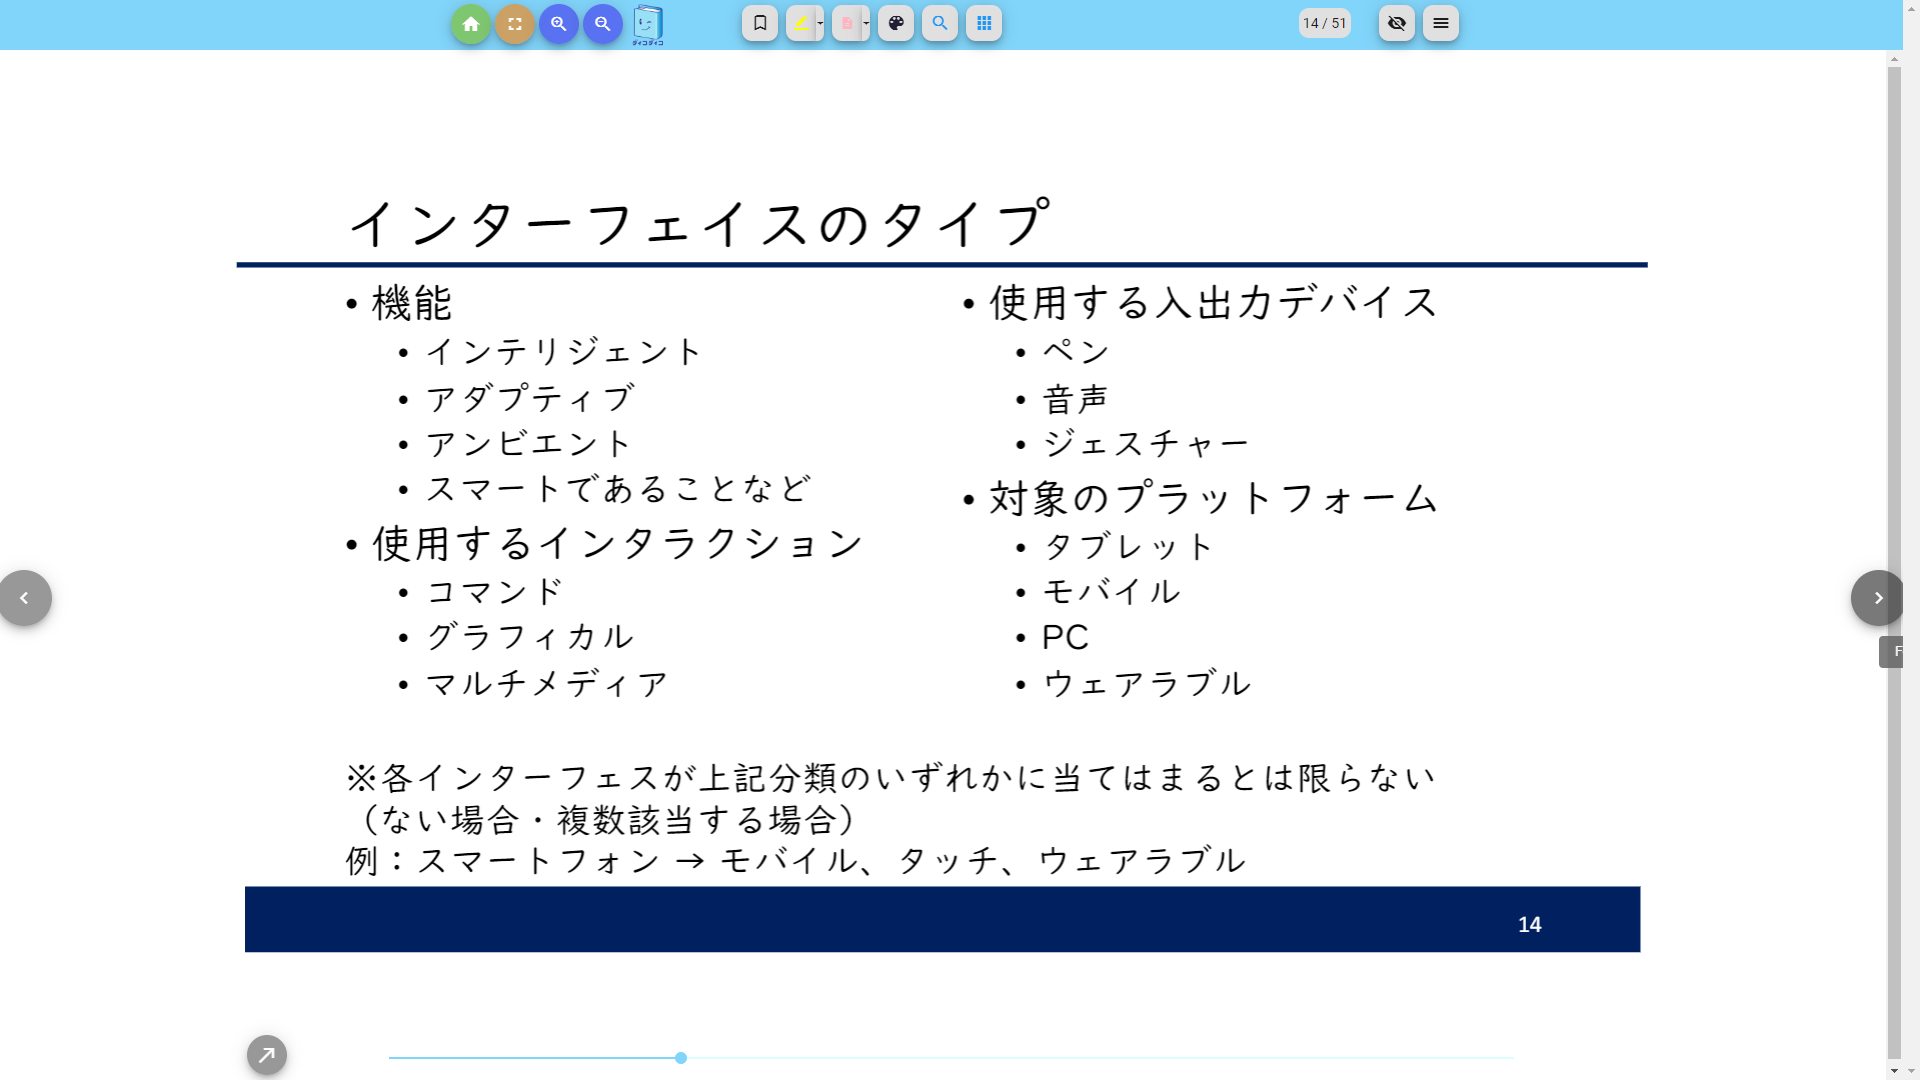 ダイコダイコ
14 / 51
インターフェイスのタイプ
• 機能
• インテリジェント
• アダプティブ
• アンビエント
• スマートであることなど
• 使用するインタラクション
• コマンド
• グラフィカル
• マルチメディア
• 使用する入出力デバイス
• ペン
• 音声
• ジェスチャー
• 対象のプラットフォーム
• タブレット
• モバイル
• PC
• ウェアラブル
※各インターフェスが上記分類のいずれかに当てはまるとは限らない
（ない場合・複数該当する場合）
例：スマートフォン → モバイル、タッチ、ウェアラブル
14
F